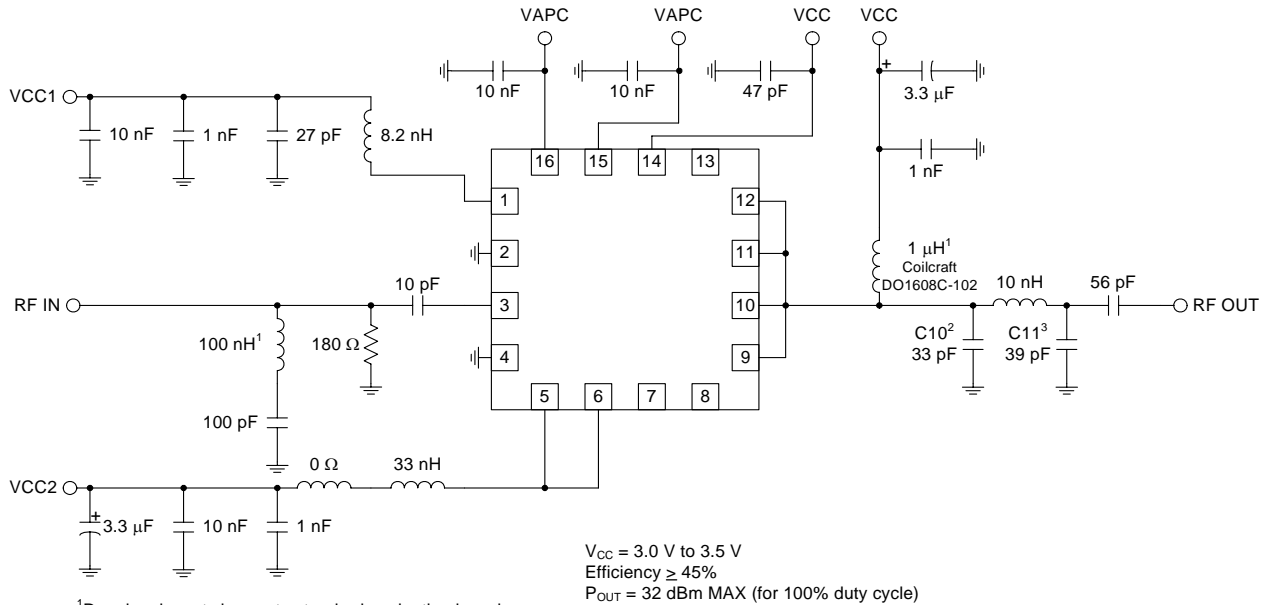 VAPC VAPC VCC VCC
10 nF 10 nF 47 pF + 3.3 µF
VCC1
10 nF 1 nF 27 pF 8.2 nH
1 nF
16 15 14 13
1 12
2 11
3 10
4 9
5 6 7 8
1 µH¹
Coilcraft
DO1608C-102
10 nH
56 pF
RF OUT
C10²
33 pF
C11³
39 pF
RF IN
10 pF
100 nH¹
180 Ω
100 pF
0 Ω 33 nH
VCC2
+ 3.3 µF 10 nF 1 nF
V_CC = 3.0 V to 3.5 V
Efficiency ≥ 45%
P_OUT = 32 dBm MAX (for 100% duty cycle)